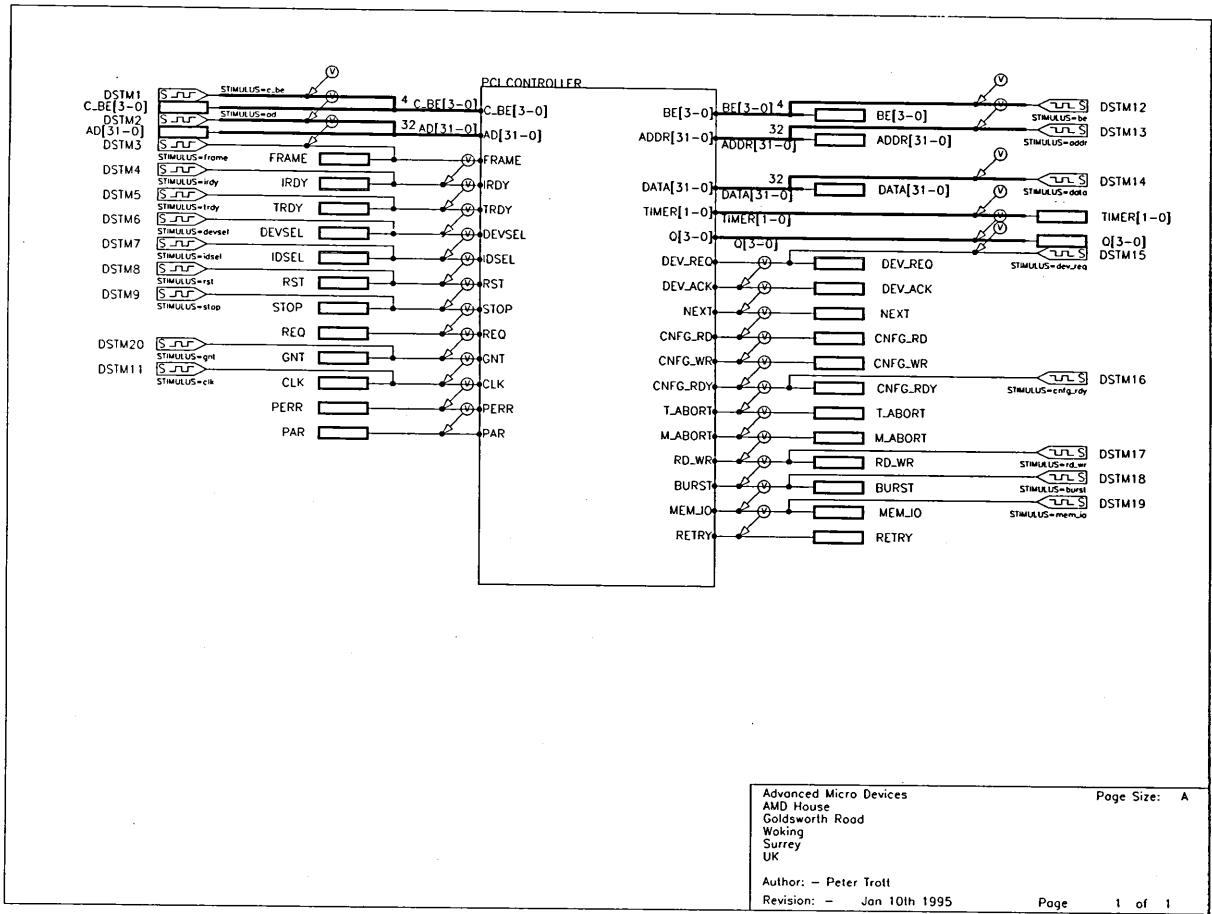 PCI CONTROLLER
DSTM1 S STIMULUS=c_be
C_BE[3-0] 4 C_BE[3-0] C_BE[3-0]
DSTM2 S STIMULUS=ad
AD[31-0] 32 AD[31-0] AD[31-0]
DSTM3 S STIMULUS=frame
FRAME V FRAME
DSTM4 S STIMULUS=irdy
IRDY V IRDY
DSTM5 S STIMULUS=trdy
TRDY V TRDY
DSTM6 S STIMULUS=devsel
DEVSEL V DEVSEL
DSTM7 S STIMULUS=idsel
IDSEL V IDSEL
DSTM8 S STIMULUS=rst
RST V RST
DSTM9 S STIMULUS=stop
STOP V STOP
REQ V REQ
DSTM20 S STIMULUS=gnt
GNT V GNT
DSTM11 S STIMULUS=clk
CLK V CLK
PERR V PERR
PAR PAR
BE[3-0] BE[3-0] 4 BE[3-0] V S DSTM12
STIMULUS=be
ADDR[31-0] ADDR[31-0] 32 ADDR[31-0] V S DSTM13
STIMULUS=addr
DATA[31-0] DATA[31-0] 32 DATA[31-0] V S DSTM14
STIMULUS=data
TIMER[1-0] TIMER[1-0] V TIMER[1-0]
Q[3-0] Q[3-0] V Q[3-0]
S DSTM15
STIMULUS=dev_req
DEV_REQ V DEV_REQ
DEV_ACK V DEV_ACK
NEXT V NEXT
CNFG_RD V CNFG_RD
CNFG_WR V CNFG_WR
S DSTM16
CNFG_RDY V CNFG_RDY STIMULUS=cnfg_rdy
T_ABORT V T_ABORT
M_ABORT V M_ABORT
S DSTM17
RD_WR V RD_WR STIMULUS=rd_wr
S DSTM18
BURST V BURST STIMULUS=burst
S DSTM19
MEM_IO V MEM_IO STIMULUS=mem_io
RETRY RETRY
Advanced Micro Devices Page Size: A
AMD House
Goldsworth Road
Woking
Surrey
UK
Author: - Peter Trott
Revision: - Jan 10th 1995 Page 1 of 1